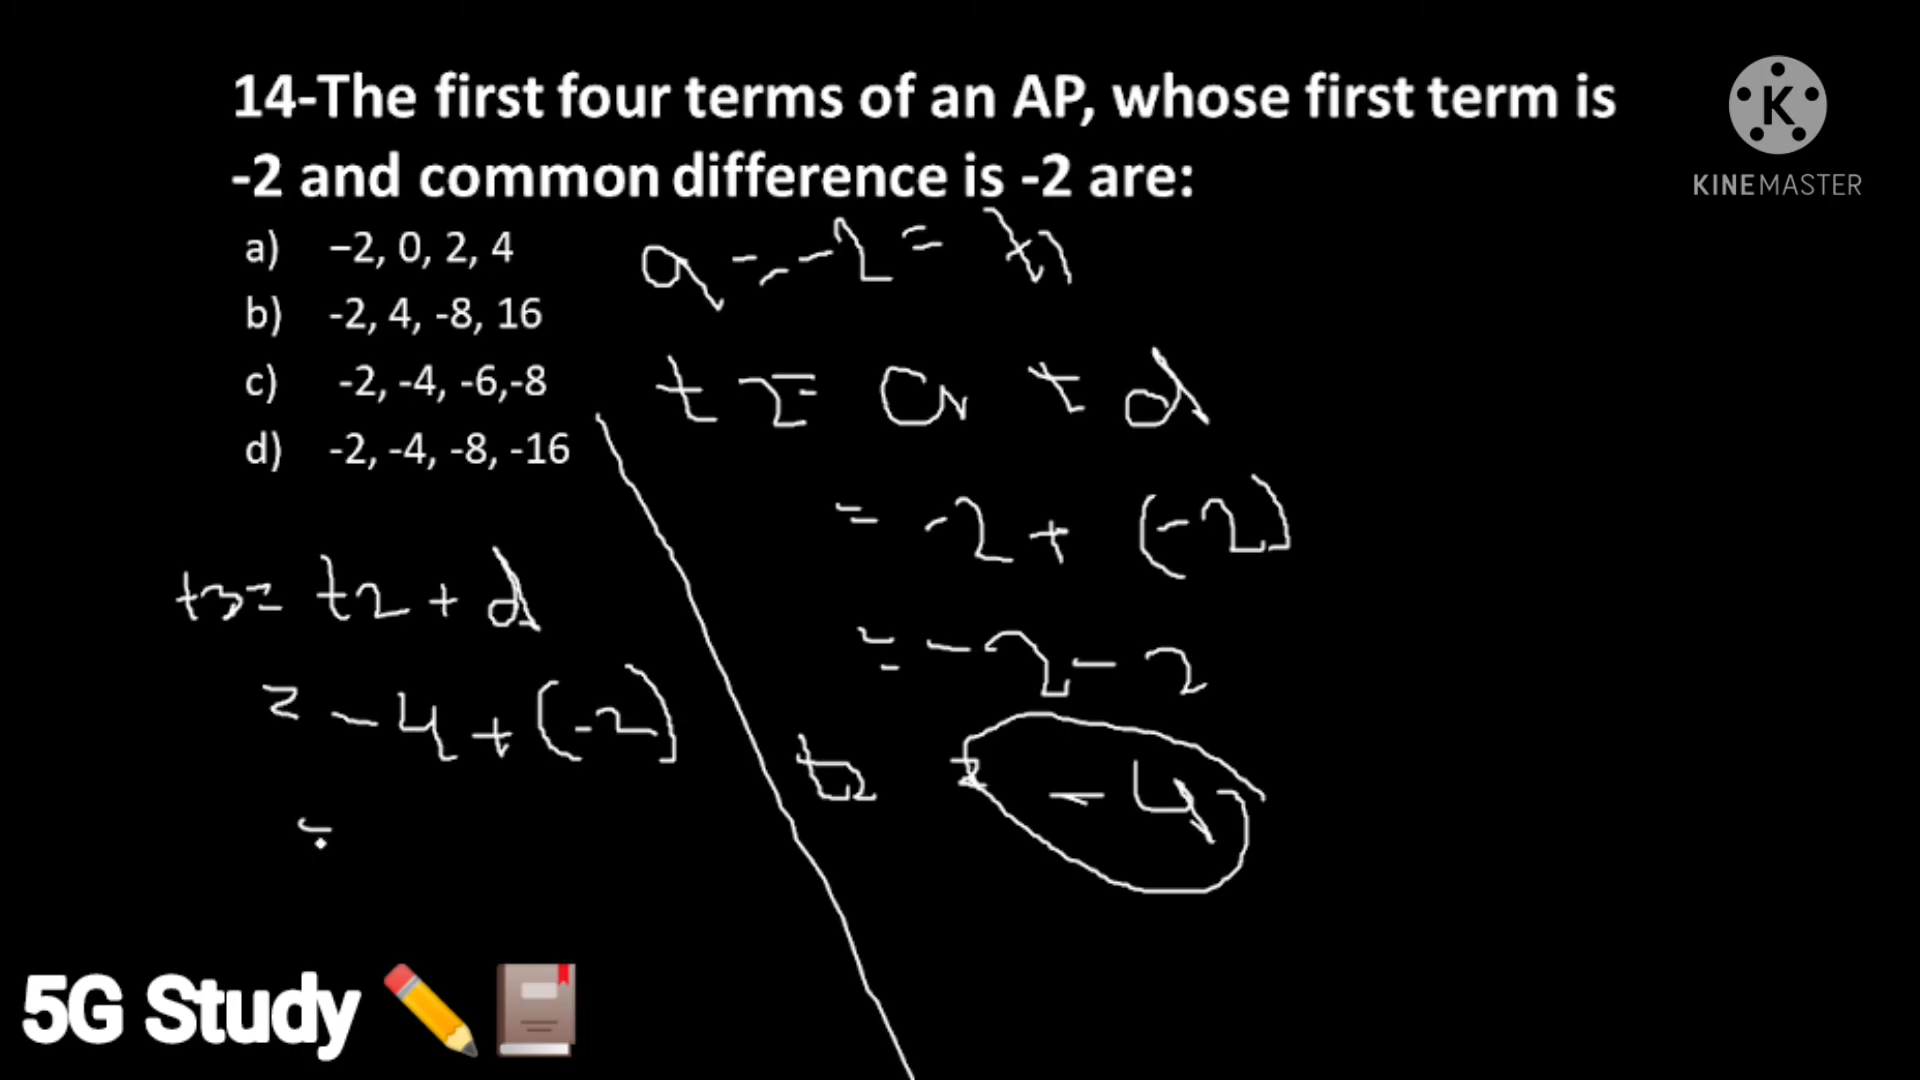 14-The first four terms of an AP, whose first term is
-2 and common difference is -2 are:
a) −2, 0, 2, 4
b) -2, 4, -8, 16
c) -2, -4, -6,-8
d) -2, -4, -8, -16
a = -2 = t1
t2 = a + d
= -2 + (-2)
= -2 - 2
t2 = -4
t3 = t2 + d
= -4 + (-2)
=
K
KINEMASTER
5G Study